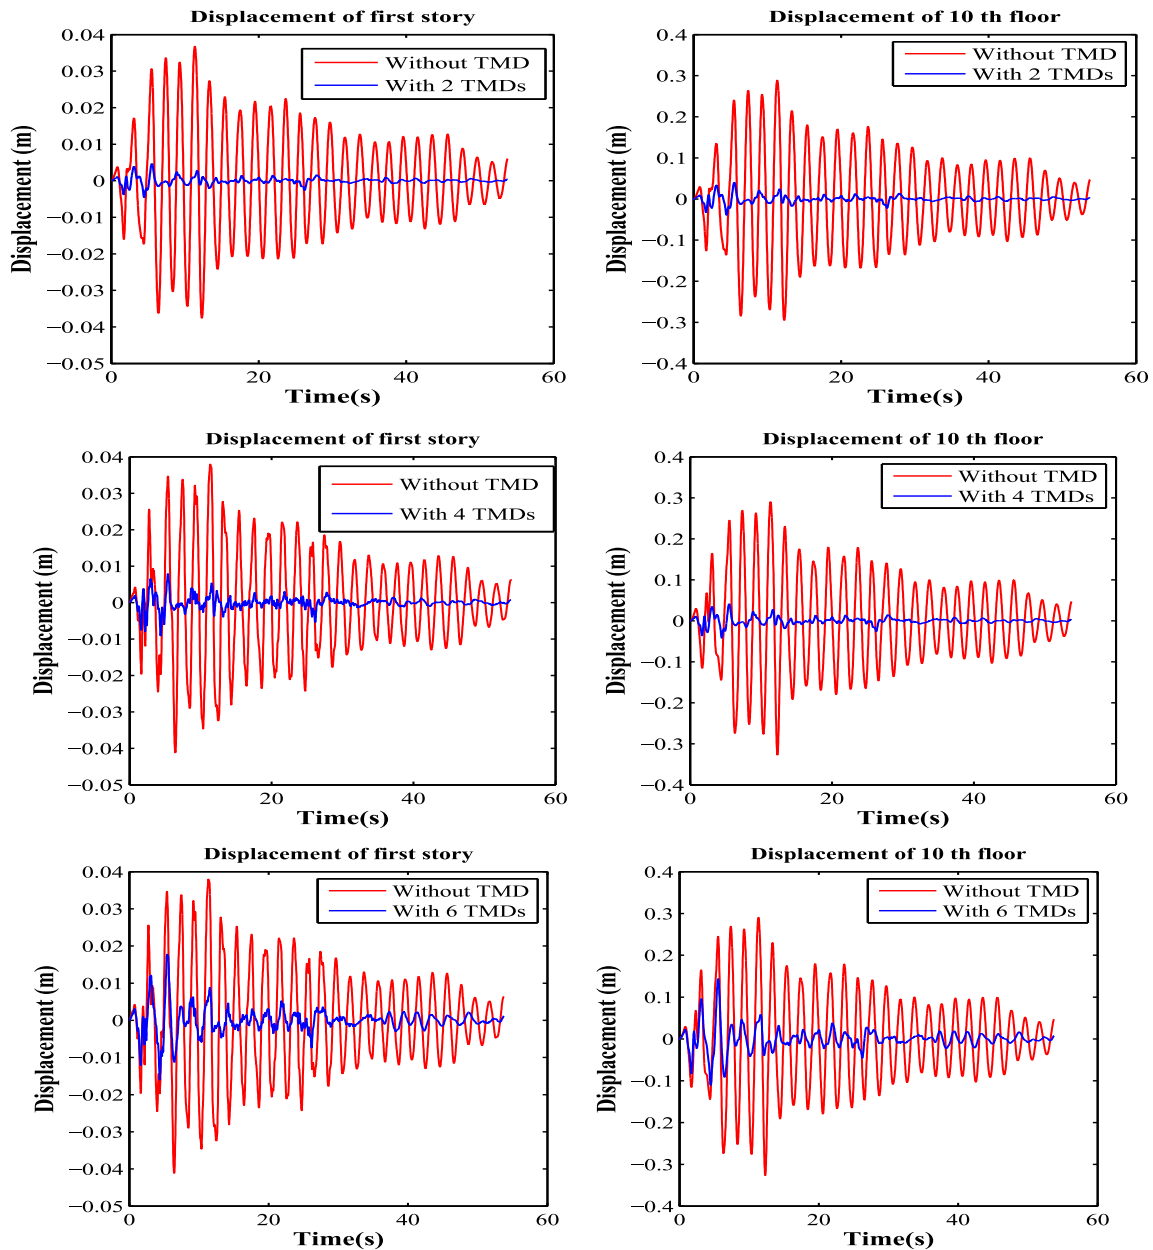 Displacement of first story
0.04
0.03
0.02
0.01
0
−0.01
−0.02
−0.03
−0.04
−0.05
Displacement (m)
Without TMD
With 2 TMDs
0 20 40 60
Time(s)
Displacement of 10 th floor
0.4
0.3
0.2
0.1
0
−0.1
−0.2
−0.3
−0.4
Displacement (m)
Without TMD
With 2 TMDs
0 20 40 60
Time(s)
Displacement of first story
0.04
0.03
0.02
0.01
0
−0.01
−0.02
−0.03
−0.04
−0.05
Displacement (m)
Without TMD
With 4 TMDs
0 20 40 60
Time(s)
Displacement of 10 th floor
0.4
0.3
0.2
0.1
0
−0.1
−0.2
−0.3
−0.4
Displacement (m)
Without TMD
With 4 TMDs
0 20 40 60
Time(s)
Displacement of first story
0.04
0.03
0.02
0.01
0
−0.01
−0.02
−0.03
−0.04
−0.05
Displacement (m)
Without TMD
With 6 TMDs
0 20 40 60
Time(s)
Displacement of 10 th floor
0.4
0.3
0.2
0.1
0
−0.1
−0.2
−0.3
−0.4
Displacement (m)
Without TMD
With 6 TMDs
0 20 40 60
Time(s)